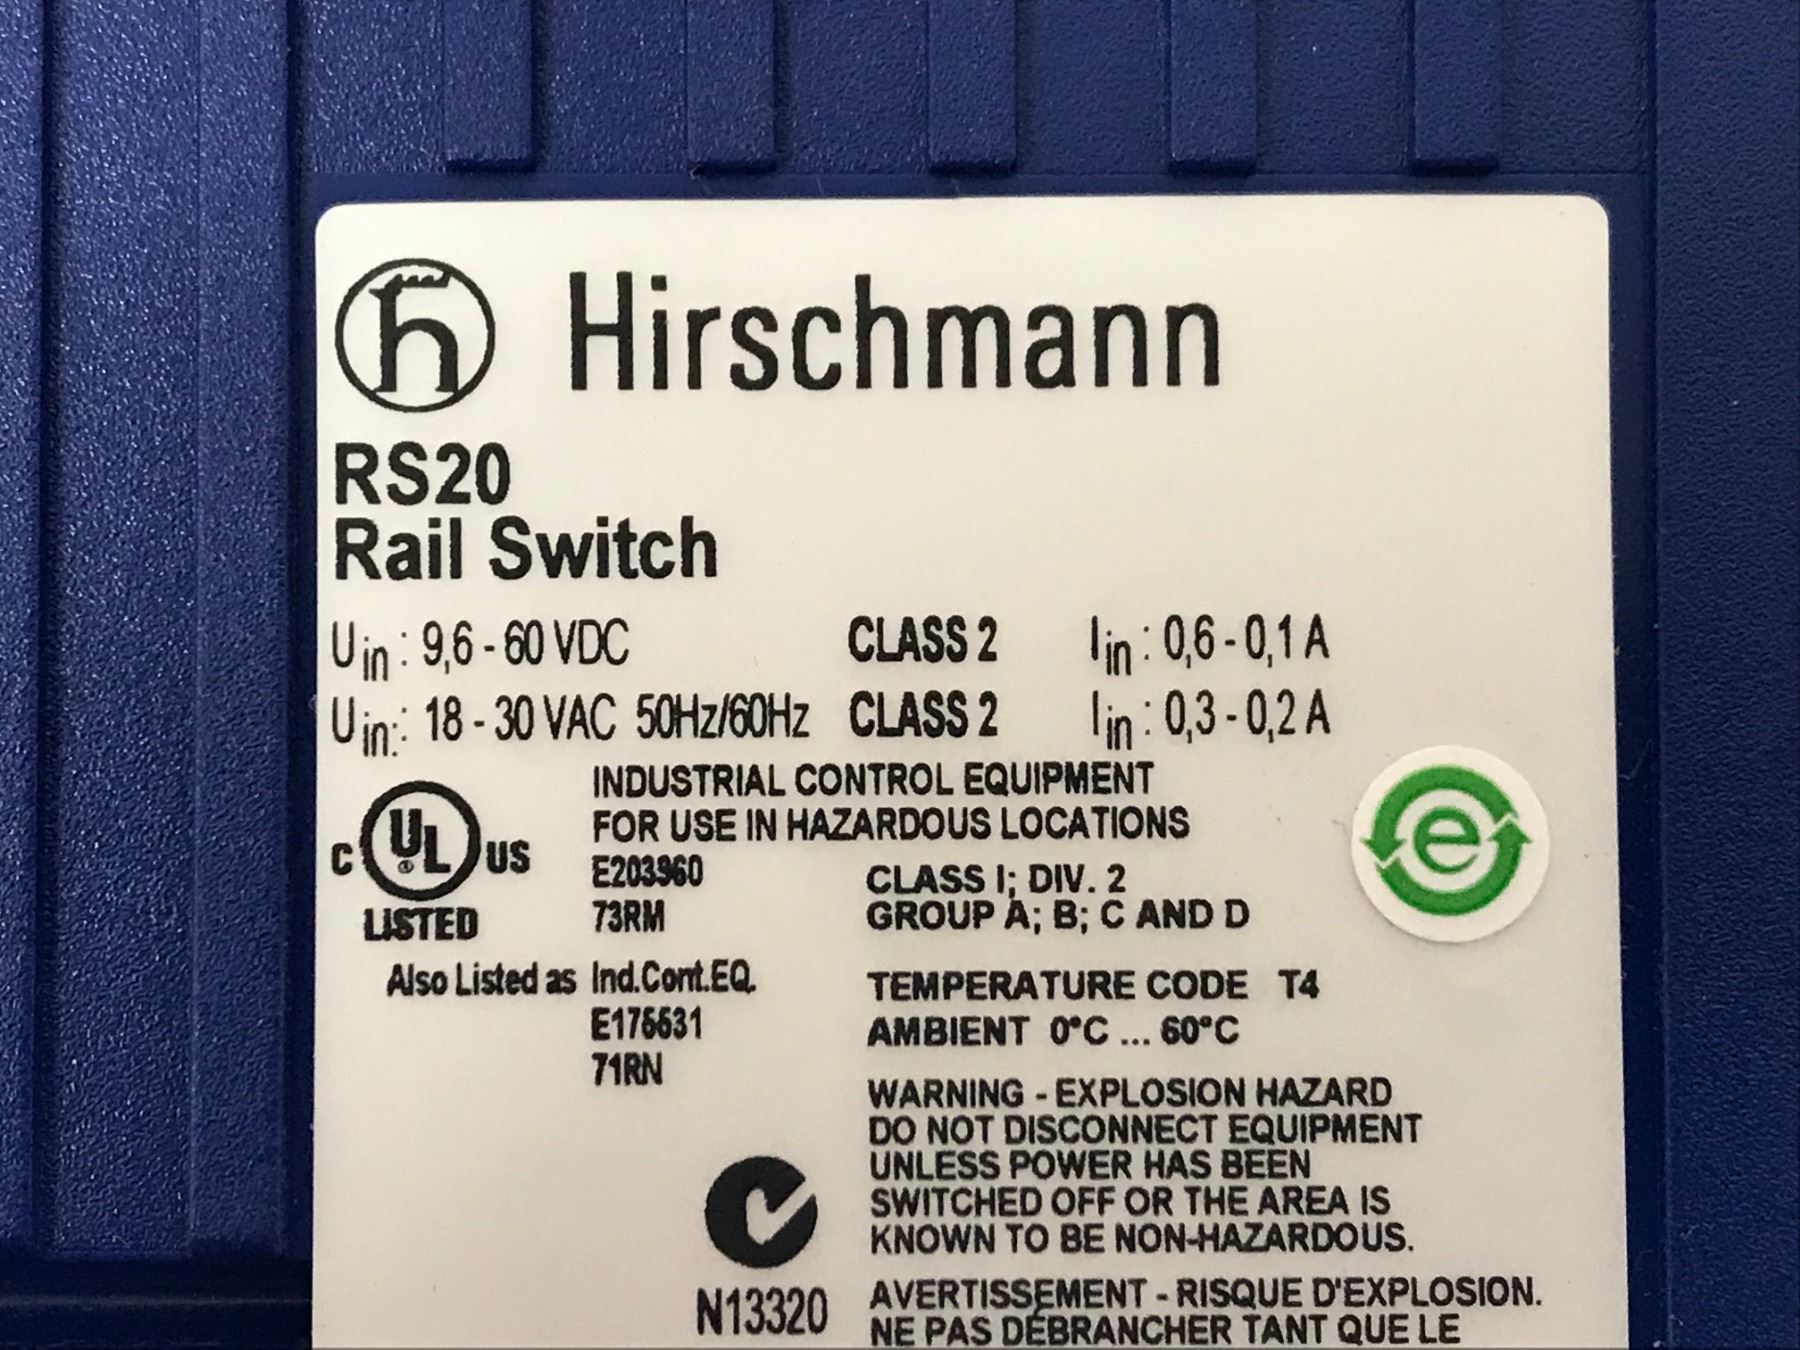 Hirschmann
RS20
Rail Switch
Uin: 9,6 - 60 VDC CLASS 2 Iin: 0,6 - 0,1 A
Uin:: 18 - 30 VAC 50Hz/60Hz CLASS 2 Iin: 0,3 - 0,2 A
INDUSTRIAL CONTROL EQUIPMENT
FOR USE IN HAZARDOUS LOCATIONS
C UL ® US
LISTED
E203960
73RM
CLASS I; DIV. 2
GROUP A; B; C AND D
e
Also Listed as Ind.Cont.EQ.
E175531
71RN
TEMPERATURE CODE T4
AMBIENT 0°C ... 60°C
WARNING - EXPLOSION HAZARD
DO NOT DISCONNECT EQUIPMENT
UNLESS POWER HAS BEEN
SWITCHED OFF OR THE AREA IS
KNOWN TO BE NON-HAZARDOUS.
N13320
AVERTISSEMENT - RISQUE D'EXPLOSION.
NE PAS DÉBRANCHER TANT QUE LE